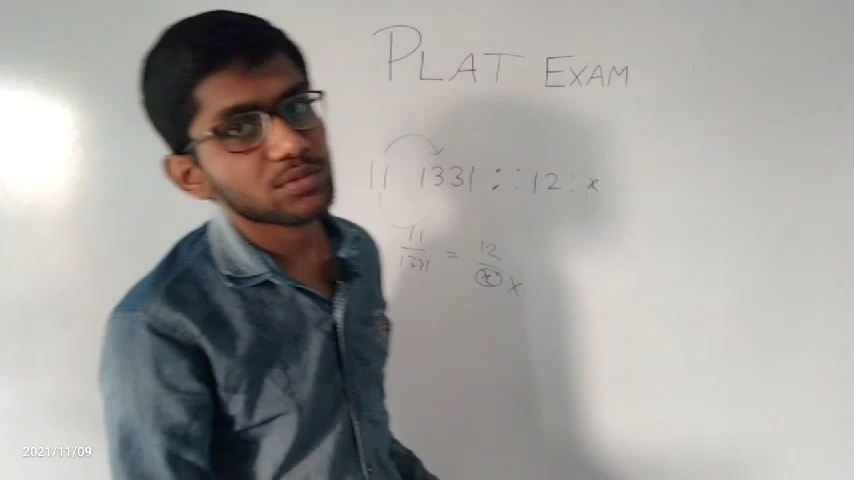 PLAT EXAM
11 1331 :: 12 : x
11/1331 = 12/x x
2021/11/09